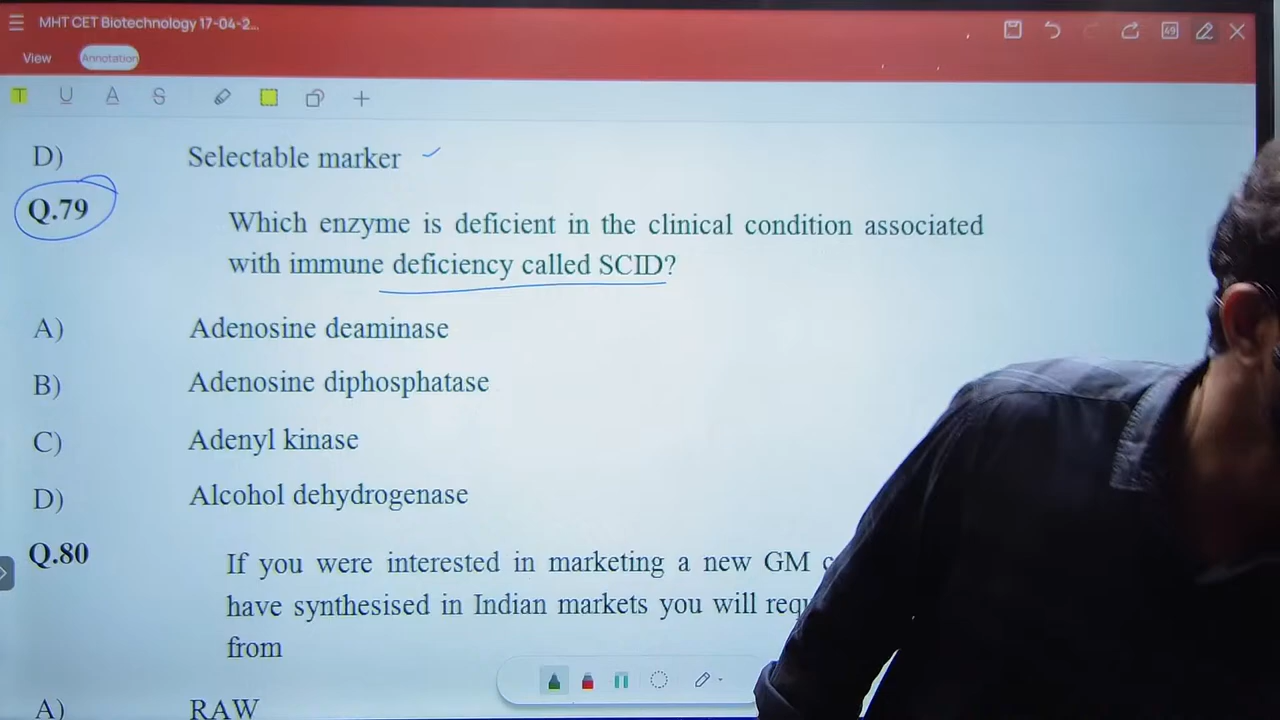 MHT CET Biotechnology 17-04-2...
View Annotation
D) Selectable marker
Q.79 Which enzyme is deficient in the clinical condition associated
with immune deficiency called SCID?
A) Adenosine deaminase
B) Adenosine diphosphatase
C) Adenyl kinase
D) Alcohol dehydrogenase
Q.80 If you were interested in marketing a new GM
have synthesised in Indian markets you will
from
A) RAW